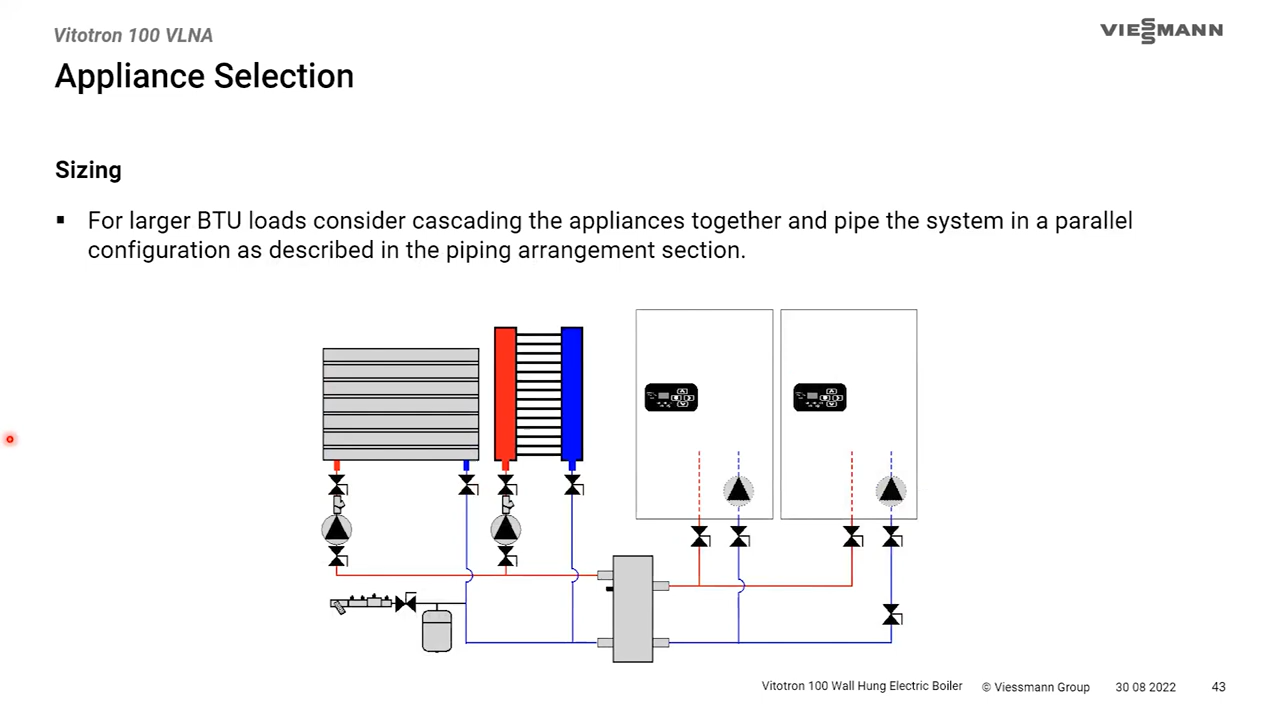 Vitotron 100 VLNA
VIESSMANN
Appliance Selection
Sizing
▪ For larger BTU loads consider cascading the appliances together and pipe the system in a parallel
configuration as described in the piping arrangement section.
Vitotron 100 Wall Hung Electric Boiler © Viessmann Group 30 08 2022 43